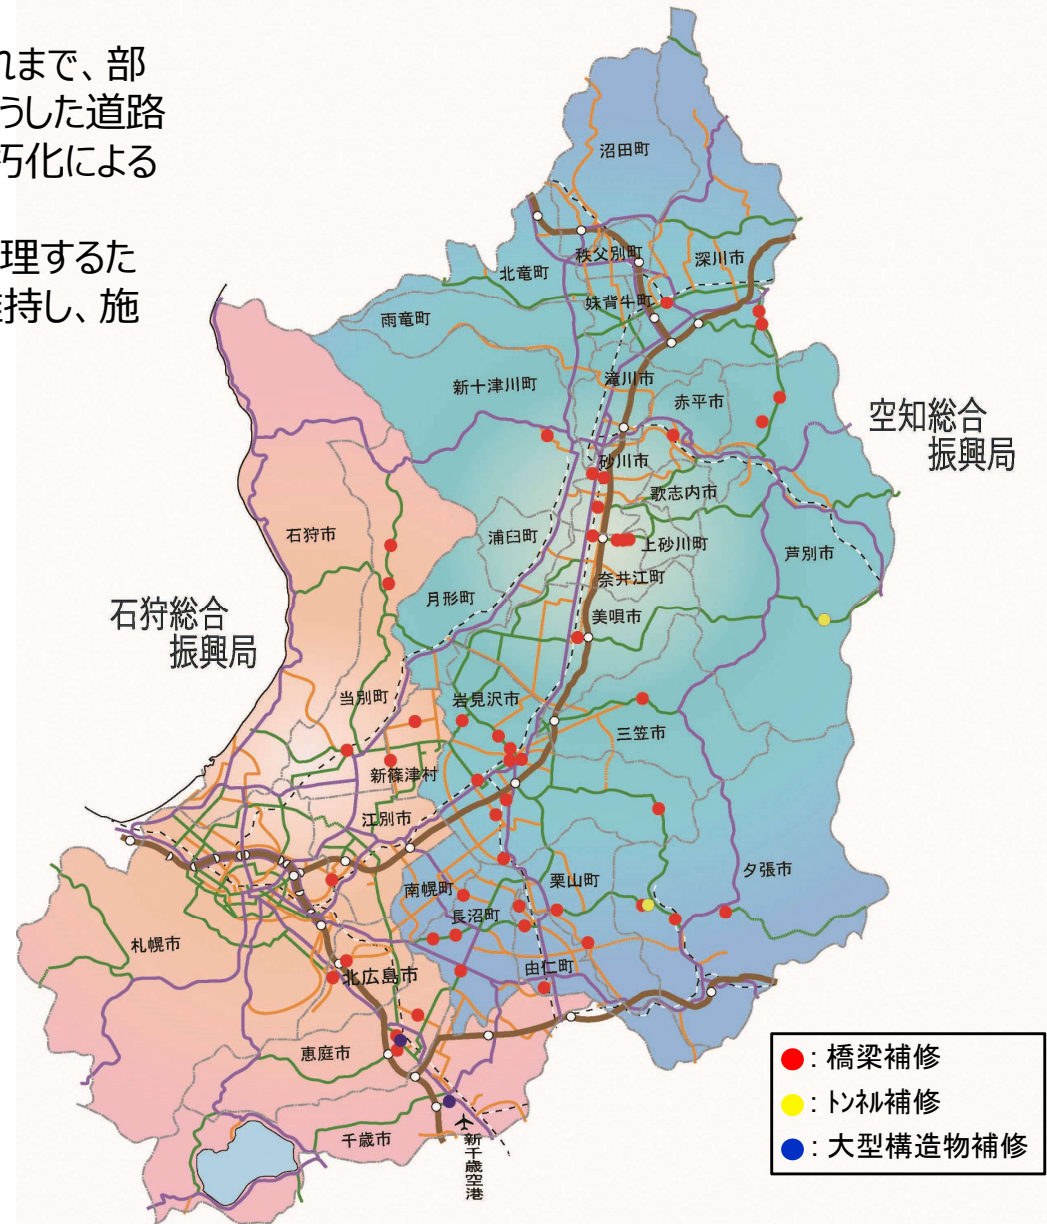 れまで、部
うした道路
朽化による
理するた
維持し、施
沼田町
秩父別町
深川市
北竜町
妹背牛町
雨竜町
新十津川町
滝川市
赤平市
空知総合
振興局
砂川市
歌志内市
石狩市
浦臼町
上砂川町
芦別市
奈井江町
月形町
美唄市
石狩総合
振興局
当別町
岩見沢市
三笠市
新篠津村
江別市
夕張市
南幌町
栗山町
長沼町
札幌市
由仁町
北広島市
恵庭市
千歳市
新千歳空港
: 橋梁補修
: トンネル補修
: 大型構造物補修